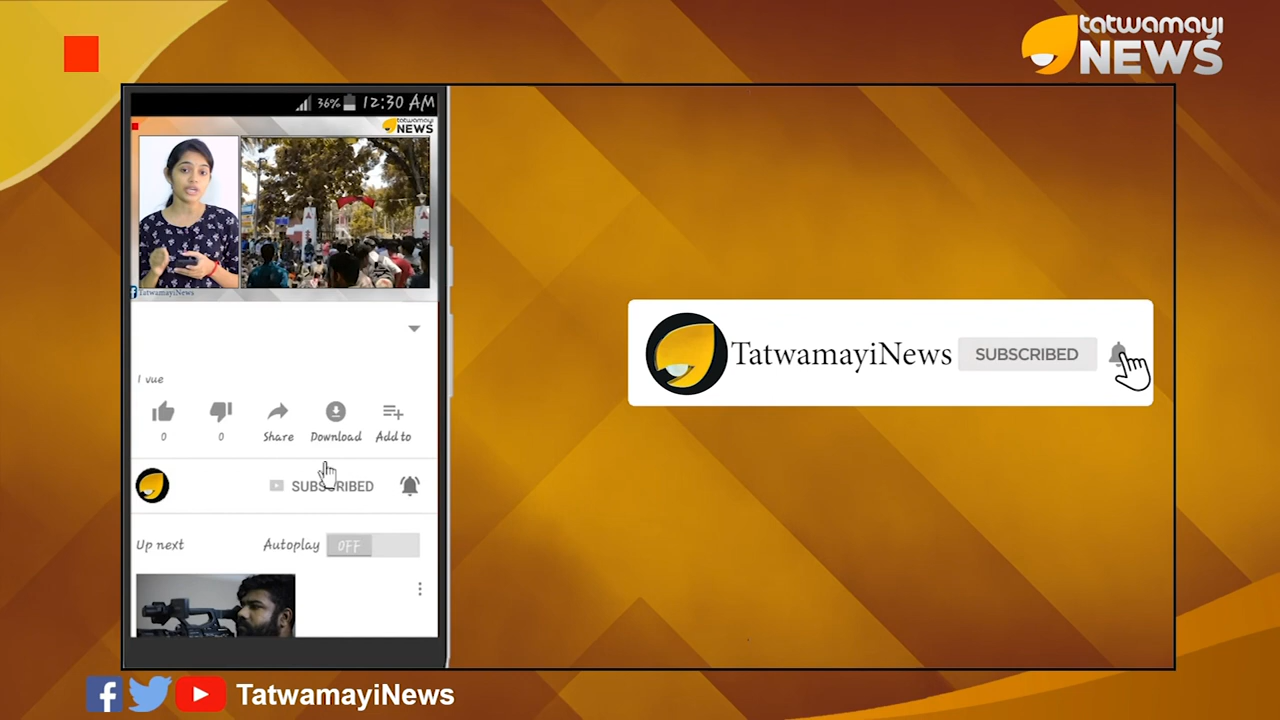 tatwamayi
NEWS
36% 12:30 AM
tatwamayi
NEWS
TatwamayiNews
1 vue
0
0
Share
Download
Add to
SUBSCRIBED
Up next
Autoplay
OFF
TatwamayiNews
SUBSCRIBED
TatwamayiNews